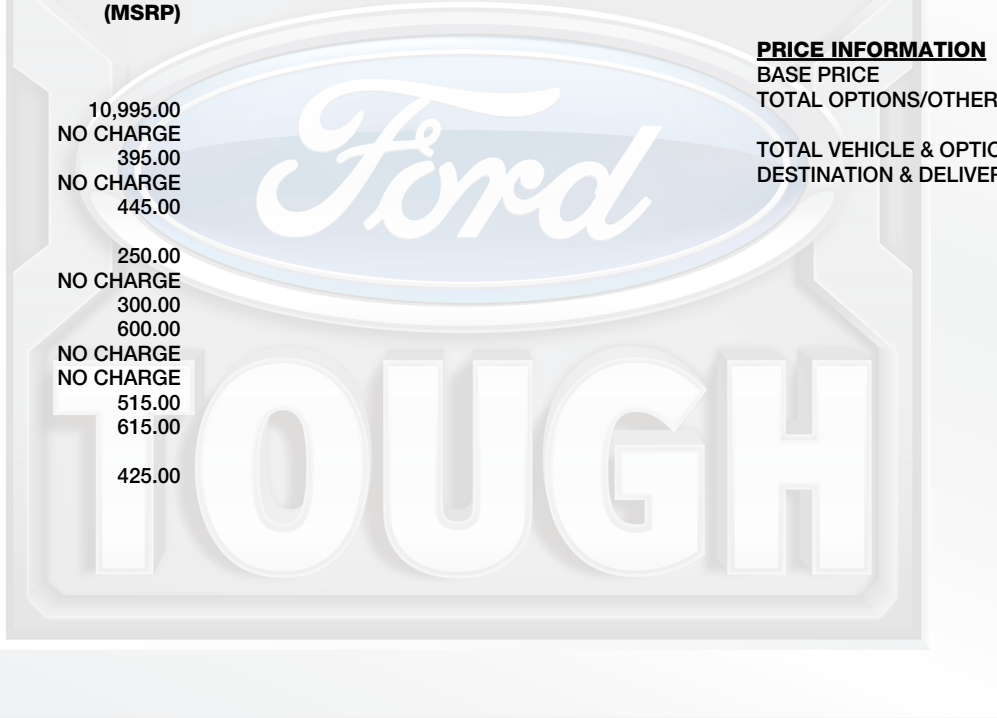 (MSRP)
10,995.00
NO CHARGE
395.00
NO CHARGE
445.00
250.00
NO CHARGE
300.00
600.00
NO CHARGE
NO CHARGE
515.00
615.00
425.00
PRICE INFORMATION
BASE PRICE
TOTAL OPTIONS/OTHER
TOTAL VEHICLE & OPTIO
DESTINATION & DELIVER
Ford
TOUGH